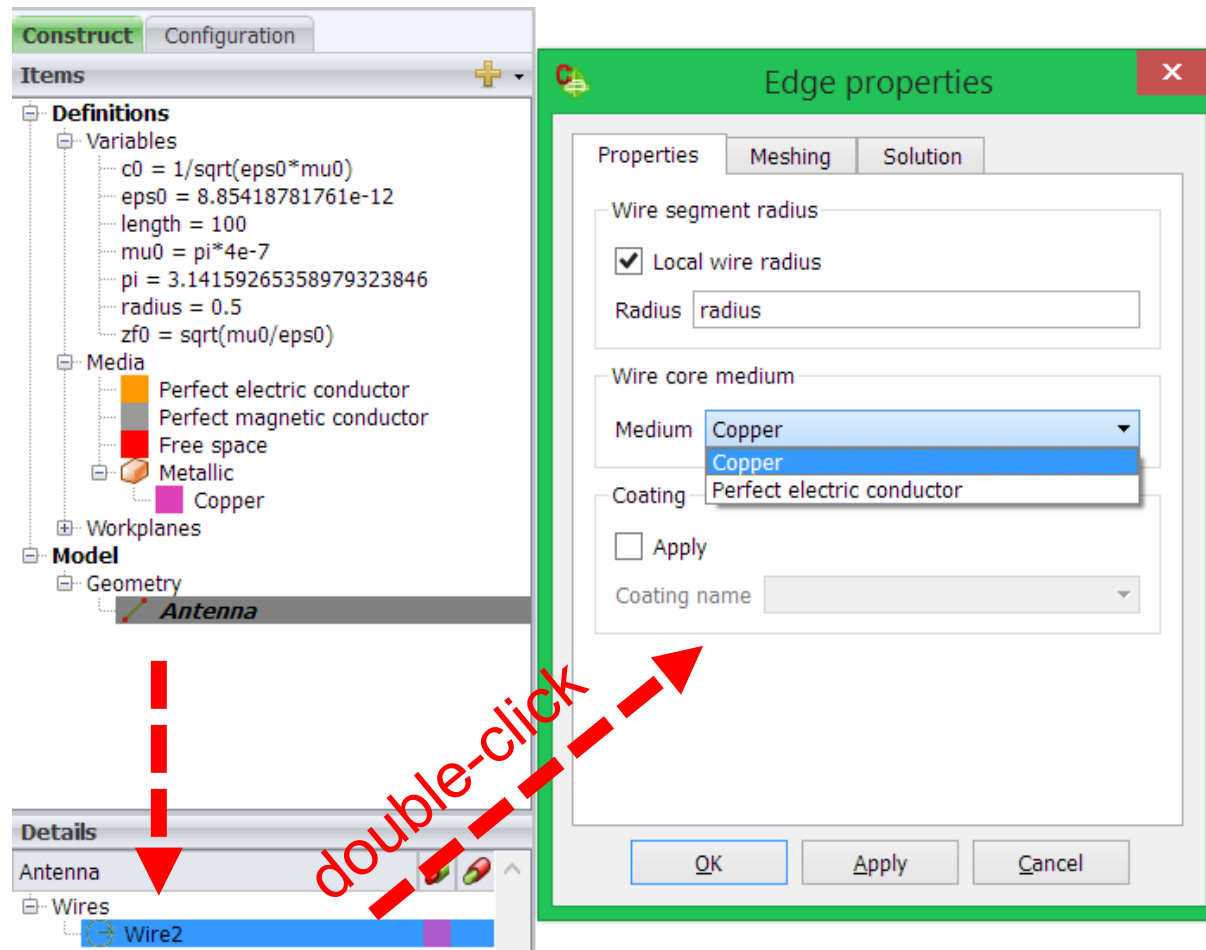 Construct Configuration
Items
Definitions
Variables
c0 = 1/sqrt(eps0*mu0)
eps0 = 8.85418781761e-12
length = 100
mu0 = pi*4e-7
pi = 3.14159265358979323846
radius = 0.5
zf0 = sqrt(mu0/eps0)
Media
Perfect electric conductor
Perfect magnetic conductor
Free space
Metallic
Copper
Workplanes
Model
Geometry
Antenna
Details
Antenna
Wires
Wire2
double-click
Edge properties
Properties Meshing Solution
Wire segment radius
Local wire radius
Radius radius
Wire core medium
Medium Copper
Copper
Perfect electric conductor
Coating
Apply
Coating name
OK Apply Cancel